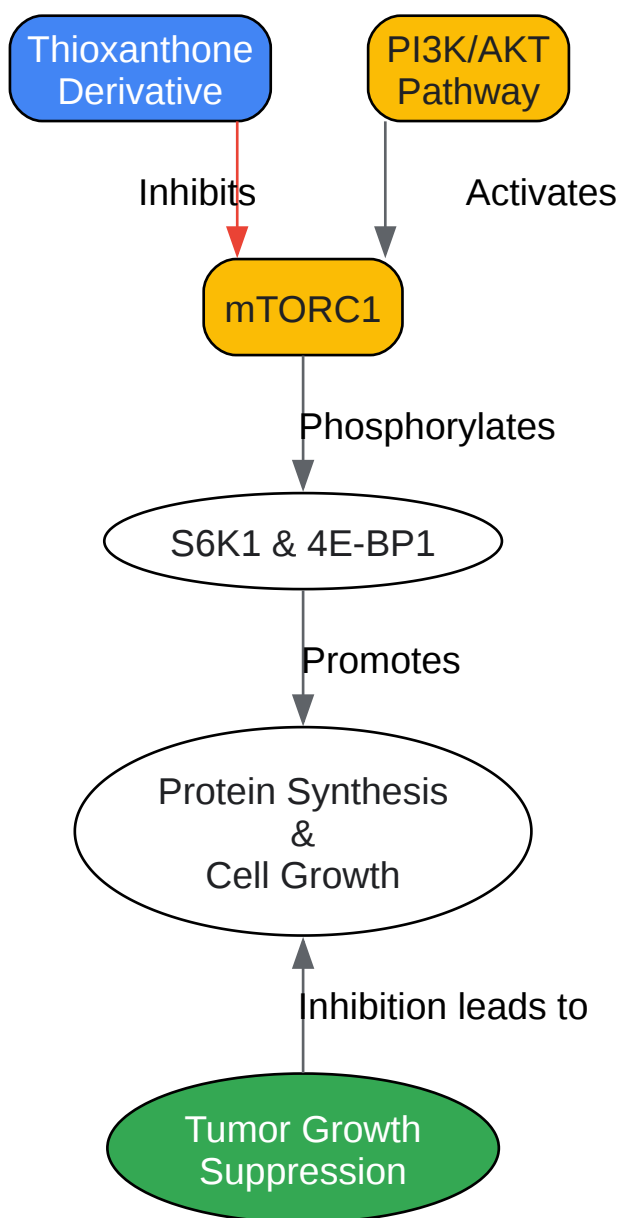 Thioxanthone
Derivative
PI3K/AKT
Pathway
Inhibits
Activates
mTORC1
Phosphorylates
S6K1 & 4E-BP1
Promotes
Protein Synthesis
&
Cell Growth
Inhibition leads to
Tumor Growth
Suppression